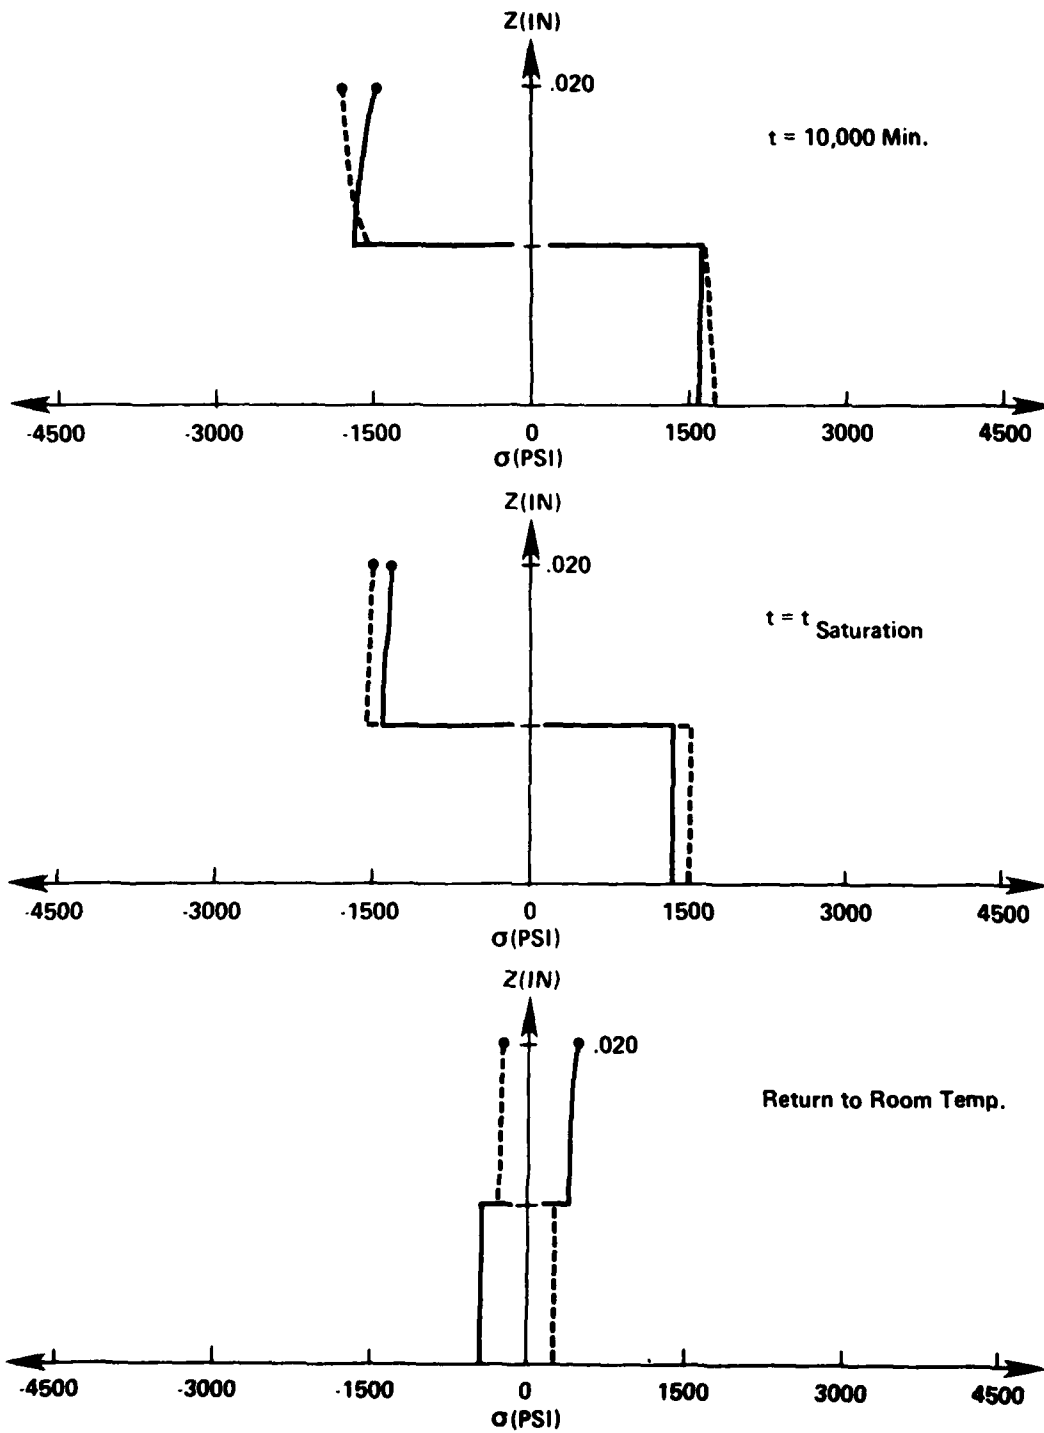 Z(IN)
.020
t = 10,000 Min.
-4500 -3000 -1500 0 1500 3000 4500
σ(PSI)
Z(IN)
.020
t = t Saturation
-4500 -3000 -1500 0 1500 3000 4500
σ(PSI)
Z(IN)
.020
Return to Room Temp.
-4500 -3000 -1500 0 1500 3000 4500
σ(PSI)